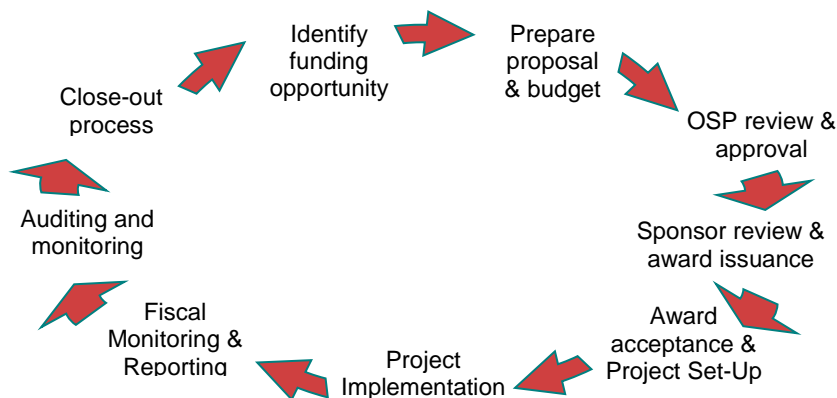 Identify
funding
opportunity
Prepare
proposal
& budget
OSP review &
approval
Sponsor review &
award issuance
Award
acceptance &
Project Set-Up
Project
Implementation
Fiscal
Monitoring &
Reporting
Auditing and
monitoring
Close-out
process